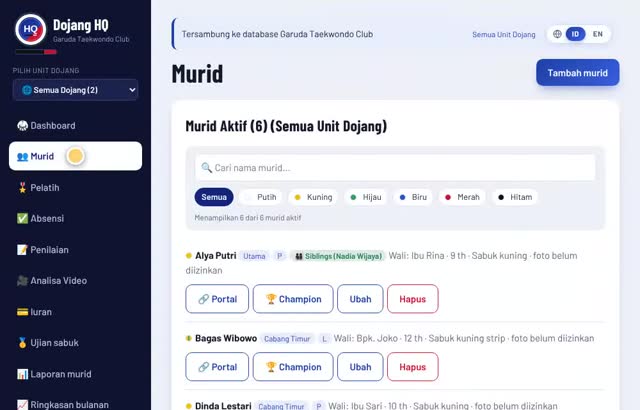 HQ
Dojang HQ
Garuda Taekwondo Club
PILIH UNIT DOJANG
Semua Dojang (2)
Dashboard
Murid
Pelatih
Absensi
Penilaian
Analisa Video
Iuran
Ujian sabuk
Laporan murid
Ringkasan bulanan
Tersambung ke database Garuda Taekwondo Club
Semua Unit Dojang
ID
EN
Murid
Tambah murid
Murid Aktif (6) (Semua Unit Dojang)
Cari nama murid...
Semua
Putih
Kuning
Hijau
Biru
Merah
Hitam
Menampilkan 6 dari 6 murid aktif
Alya Putri Utama P Siblings (Nadia Wijaya) Wali: Ibu Rina · 9 th · Sabuk kuning · foto belum
diizinkan
Portal
Champion
Ubah
Hapus
Bagas Wibowo Cabang Timur L Wali: Bpk. Joko · 12 th · Sabuk kuning strip · foto belum diizinkan
Portal
Champion
Ubah
Hapus
Dinda Lestari Cabang Timur P Wali: Ibu Sari · 10 th · Sabuk hijau · foto belum diizinkan